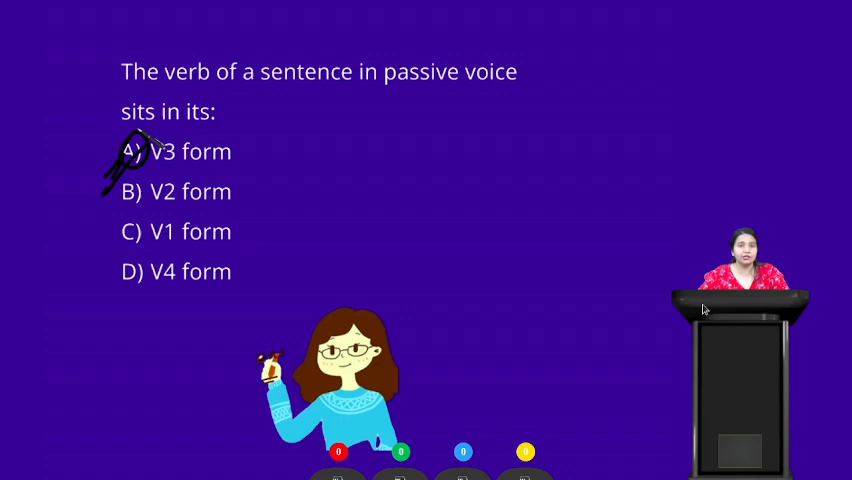 The verb of a sentence in passive voice
sits in its:
A) V3 form
B) V2 form
C) V1 form
D) V4 form
0 0 0 0